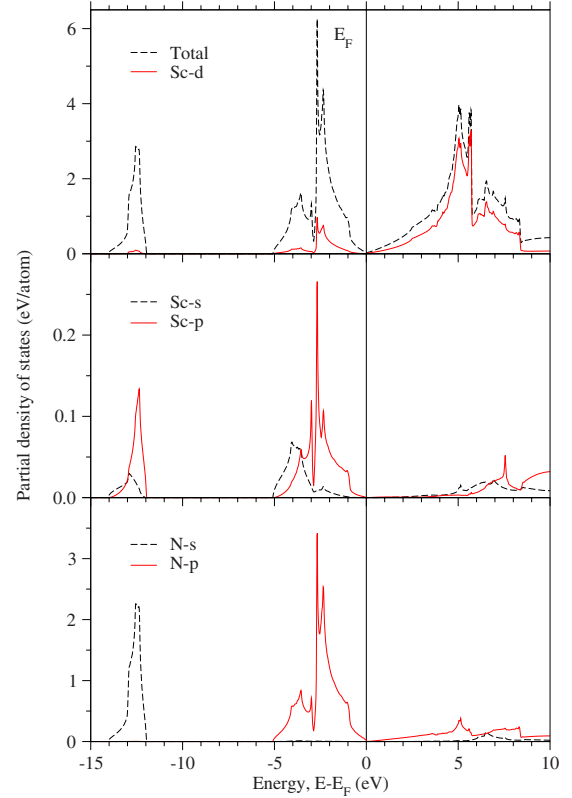 E_F
Total
Sc-d
6
4
2
0
Partial density of states (eV/atom)
Sc-s
Sc-p
0.2
0.1
0.0
N-s
N-p
3
2
1
0
-15 -10 -5 0 5 10
Energy, E-E_F (eV)